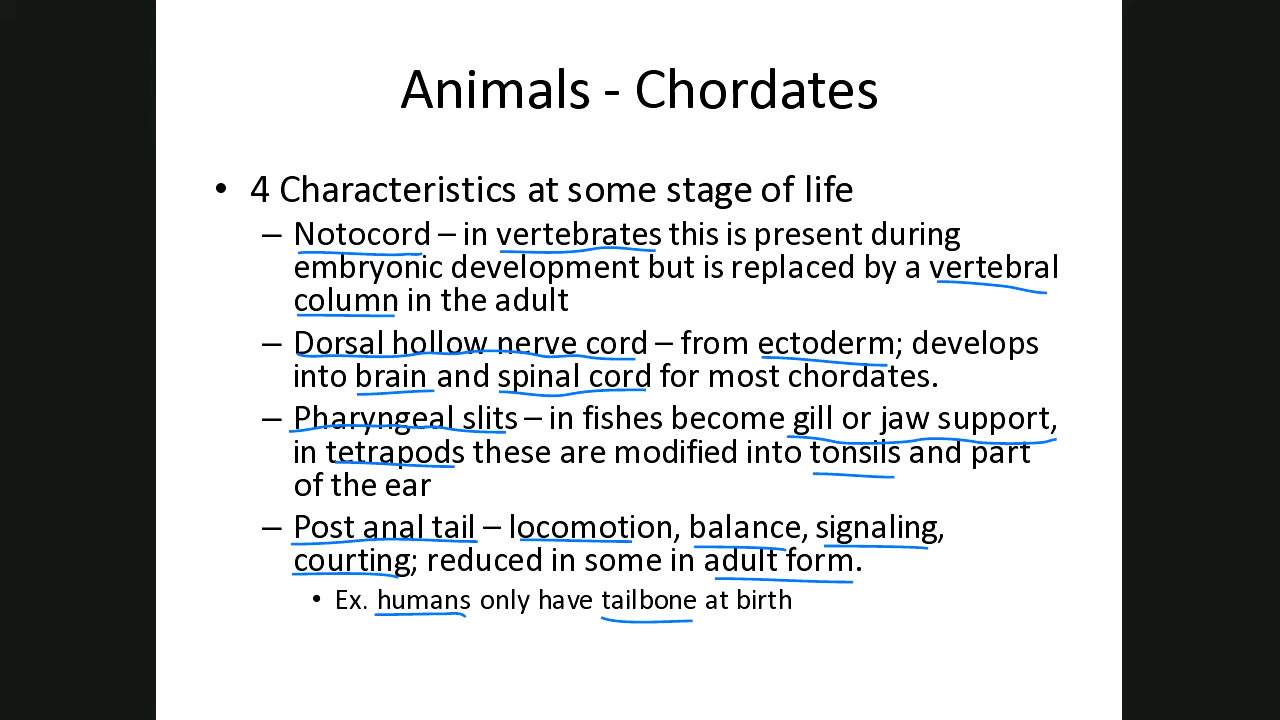 Animals - Chordates
• 4 Characteristics at some stage of life
– Notocord – in vertebrates this is present during
embryonic development but is replaced by a vertebral
column in the adult
– Dorsal hollow nerve cord – from ectoderm; develops
into brain and spinal cord for most chordates.
– Pharyngeal slits – in fishes become gill or jaw support,
in tetrapods these are modified into tonsils and part
of the ear
– Post anal tail – locomotion, balance, signaling,
courting; reduced in some in adult form.
• Ex. humans only have tailbone at birth